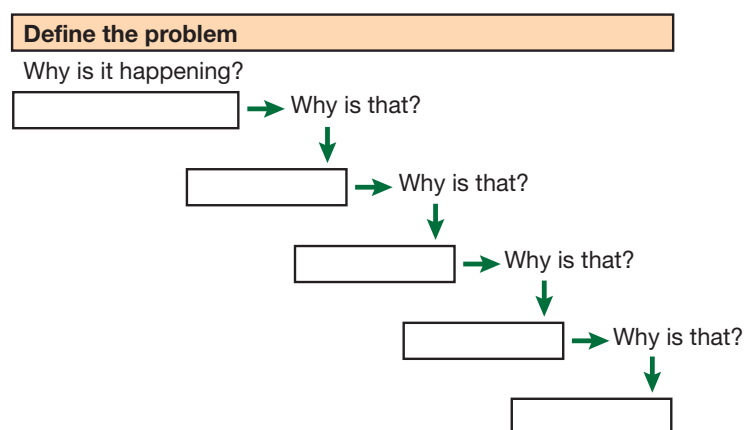 Define the problem
Why is it happening?
Why is that?
Why is that?
Why is that?
Why is that?